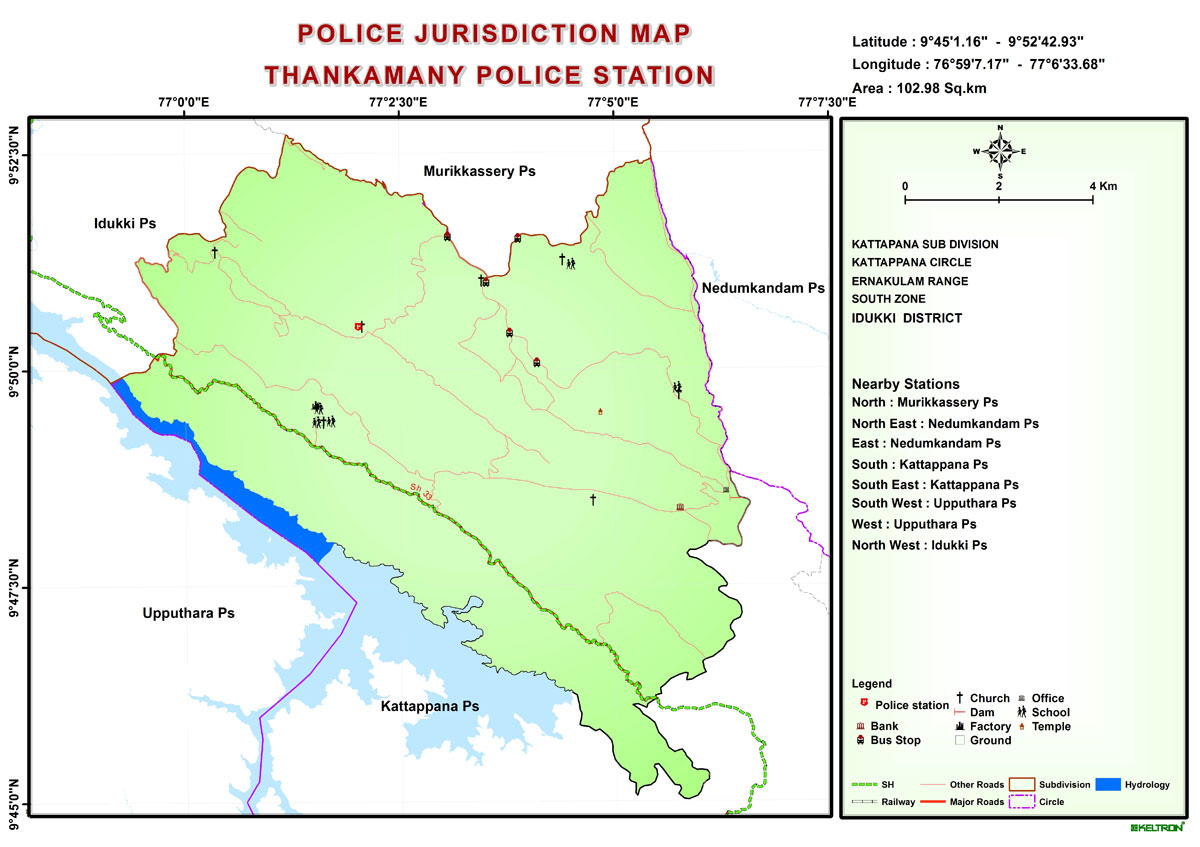 POLICE JURISDICTION MAP
THANKAMANY POLICE STATION
Latitude : 9°45'1.16" - 9°52'42.93"
Longitude : 76°59'7.17" - 77°6'33.68"
Area : 102.98 Sq.km
77°0'0"E
77°2'30"E
77°5'0"E
77°7'30"E
9°52'30"N
9°50'0"N
9°47'30"N
9°45'0"N
Murikkassery Ps
Idukki Ps
Nedumkandam Ps
Sh 33
Upputhara Ps
Kattappana Ps
N
W
E
S
0
2
4 Km
KATTAPANA SUB DIVISION
KATTAPPANA CIRCLE
ERNAKULAM RANGE
SOUTH ZONE
IDUKKI DISTRICT
Nearby Stations
North : Murikkassery Ps
North East : Nedumkandam Ps
East : Nedumkandam Ps
South : Kattappana Ps
South East : Kattappana Ps
South West : Upputhara Ps
West : Upputhara Ps
North West : Idukki Ps
Legend
Police station
Bank
Bus Stop
Church
Dam
Factory
Ground
Office
School
Temple
SH
Railway
Other Roads
Major Roads
Subdivision
Circle
Hydrology
KELTRON